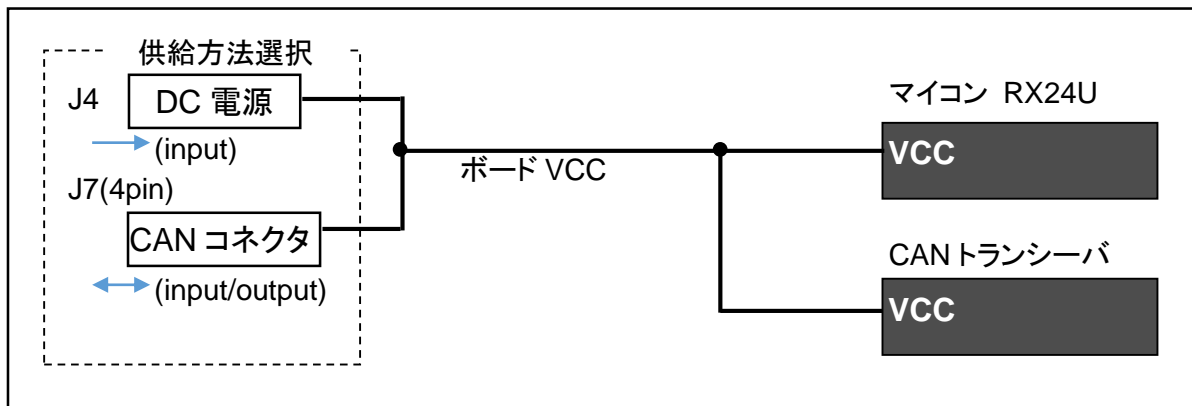 供給方法選択
J4
DC 電源
(input)
J7(4pin)
CAN コネクタ
(input/output)
ボード VCC
マイコン RX24U
VCC
CAN トランシーバ
VCC